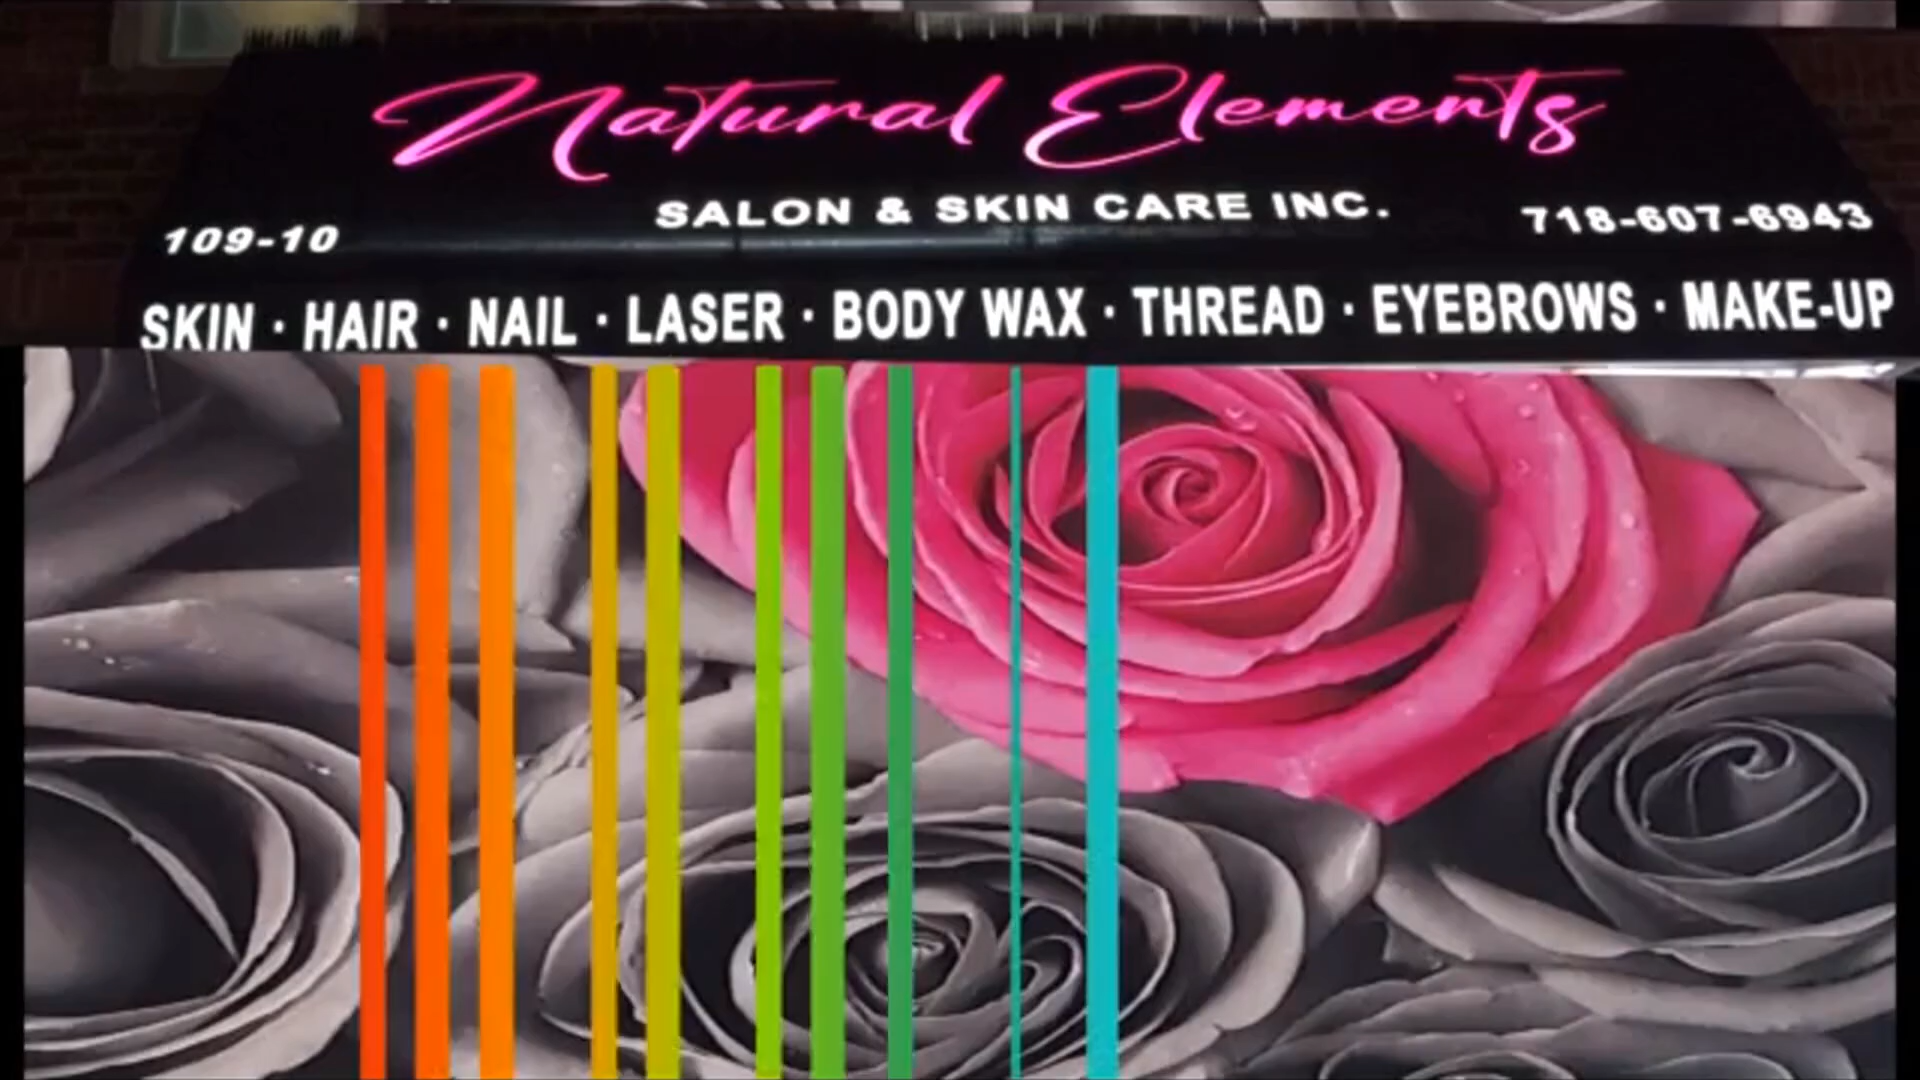 Natural Elements
SALON & SKIN CARE INC.
109-10
718-607-6943
SKIN · HAIR · NAIL · LASER · BODY WAX · THREAD · EYEBROWS · MAKE-UP